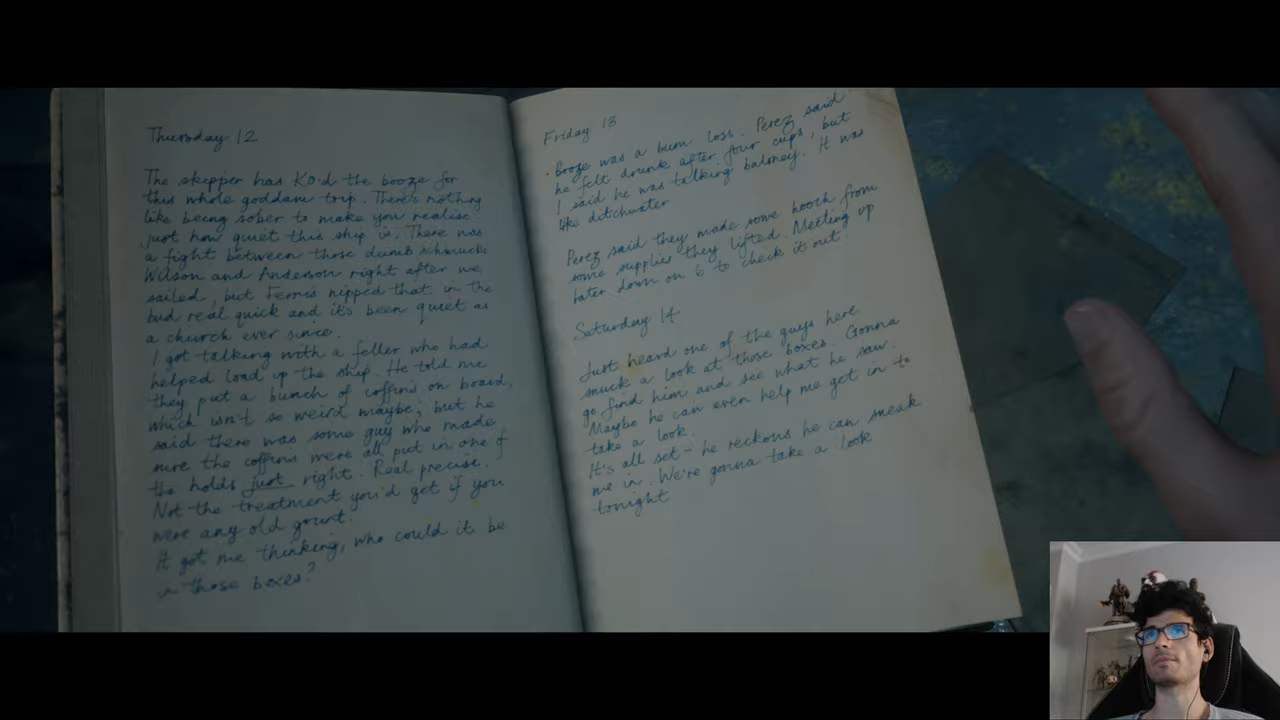 Thursday 12
The skipper has KO'd the booze for
this whole goddam trip. There's nothing
like being sober to make you realise
just how quiet this ship is. There was
a fight between those dumb schmucks
Wilson and Anderson right after we
sailed, but Ferris nipped that in the
bud real quick and it's been quiet as
a church ever since.
I got talking with a feller who had
helped load up the ship. He told me
they put a bunch of coffins on board,
which isn't so weird maybe, but he
said there was some guy who made
sure the coffins were all put in one of
the holds just right. Real precise.
Not the treatment you'd get if you
were any old grunt.
It got me thinking, who could it be
in those boxes?
Friday 13
Booze was a bum loss. Perez said
he felt drunk after four cups, but
I said he was talking baloney. It was
like ditchwater
Perez said they made some hooch from
some supplies they lifted. Meeting up
later down on 6 to check it out.
Saturday 14
Just heard one of the guys here
snuck a look at those boxes. Gonna
go find him and see what he saw.
Maybe he can even help me get in to
take a look.
It's all set - he reckons he can sneak
me in. We're gonna take a look
tonight